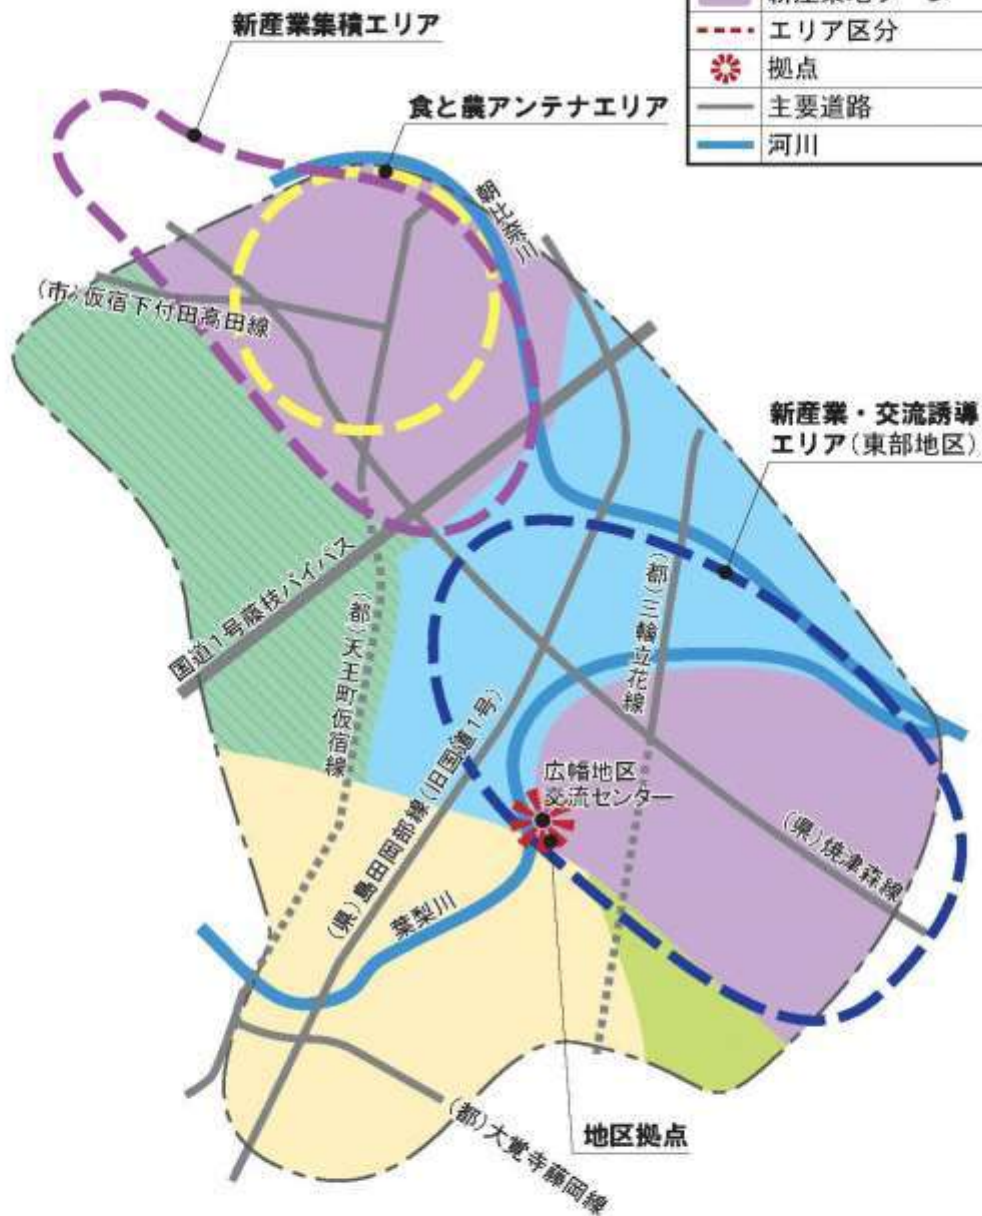 新産業集積エリア
食と農アンテナエリア
エリア区分
拠点
主要道路
河川
朝比奈川
(市)仮宿下付田高田線
新産業・交流誘導
エリア(東部地区)
国道1号藤枝バイパス
(都)天王町仮宿線
(都)三輪立花線
(県)島田岡部線(旧国道1号)
広幡地区
交流センター
(県)焼津森線
葉梨川
地区拠点
(都)大覚寺藤岡線